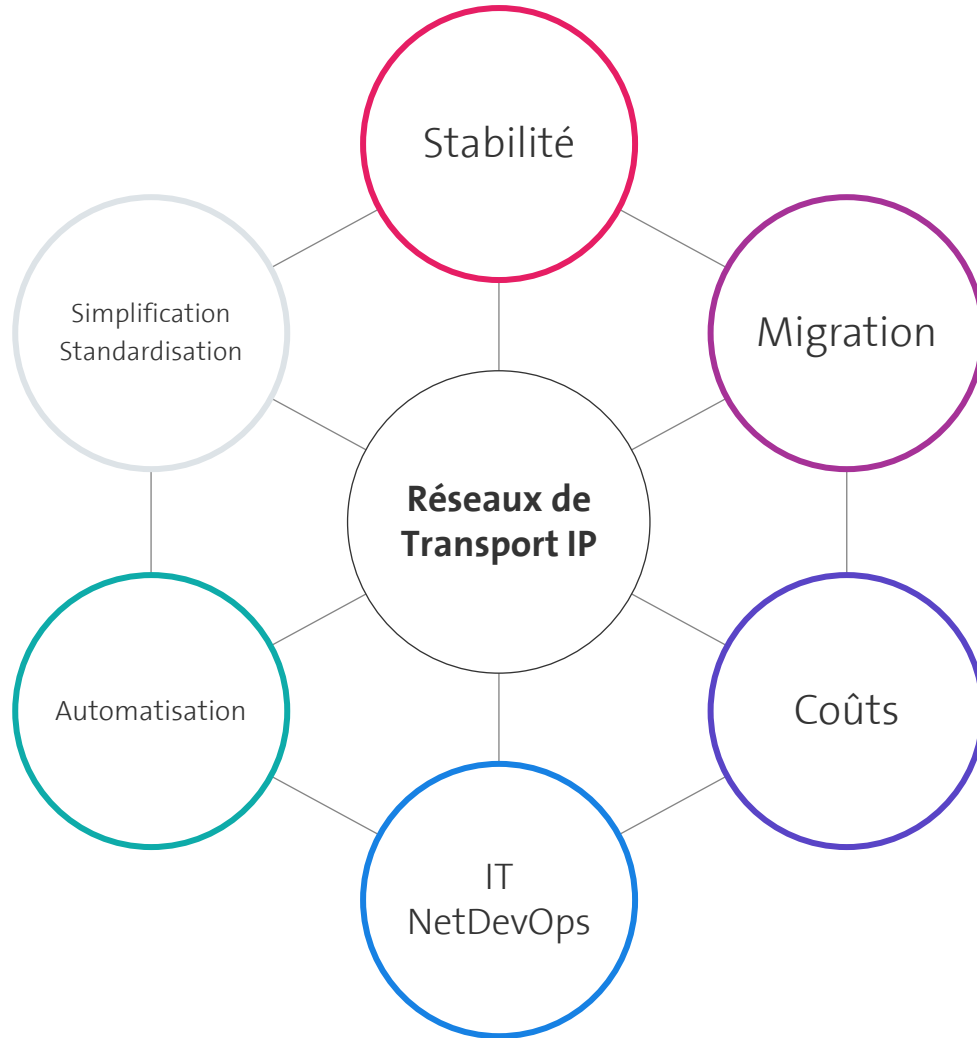 Stabilité
Simplification
Standardisation
Migration
Réseaux de
Transport IP
Automatisation
Coûts
IT
NetDevOps